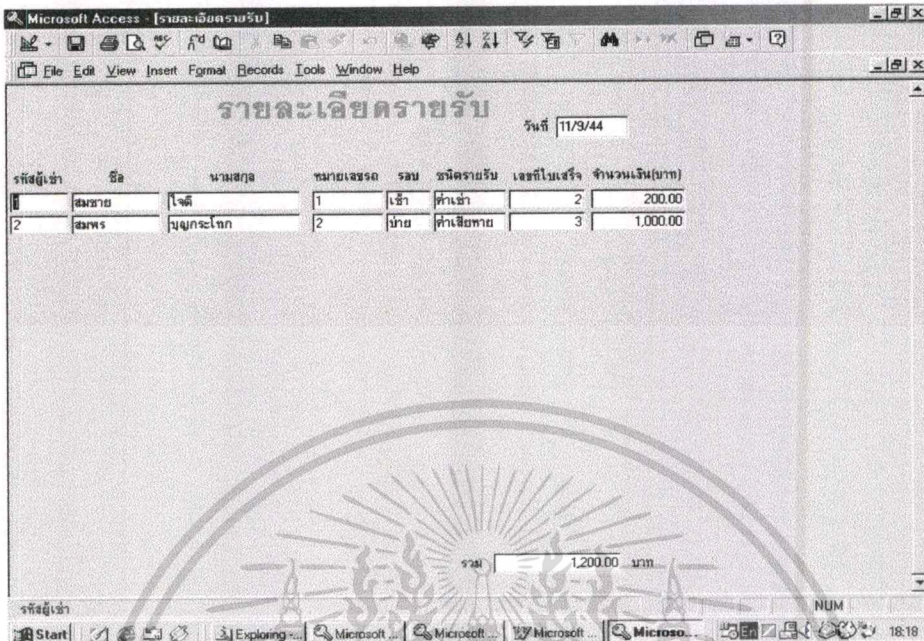 Microsoft Access - [รายละเอียดรายรับ]
File Edit View Insert Format Records Tools Window Help
รายละเอียดรายรับ
วันที่ 11/9/44
รหัสผู้เช่า ชื่อ นามสกุล หมายเลขรถ รอบ ชนิดรายรับ เลขที่ใบเสร็จ จำนวนเงิน(บาท)
1 สมชาย ใจดี 1 เช้า ค่าเช่า 2 200.00
2 สมพร บุญกระโทก 2 บ่าย ค่าเสียหาย 3 1,000.00
รวม 1,200.00 บาท
รหัสผู้เช่า NUM
Start Exploring -... Microsoft ... Microsoft ... Microsoft ... Microso... 18:18